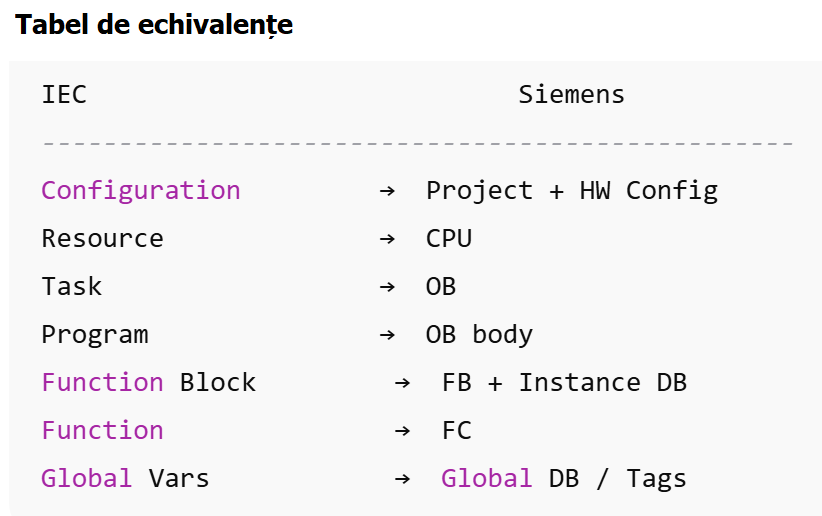 Tabel de echivalențe
IEC Siemens
-------------------------------------------------
Configuration → Project + HW Config
Resource → CPU
Task → OB
Program → OB body
Function Block → FB + Instance DB
Function → FC
Global Vars → Global DB / Tags